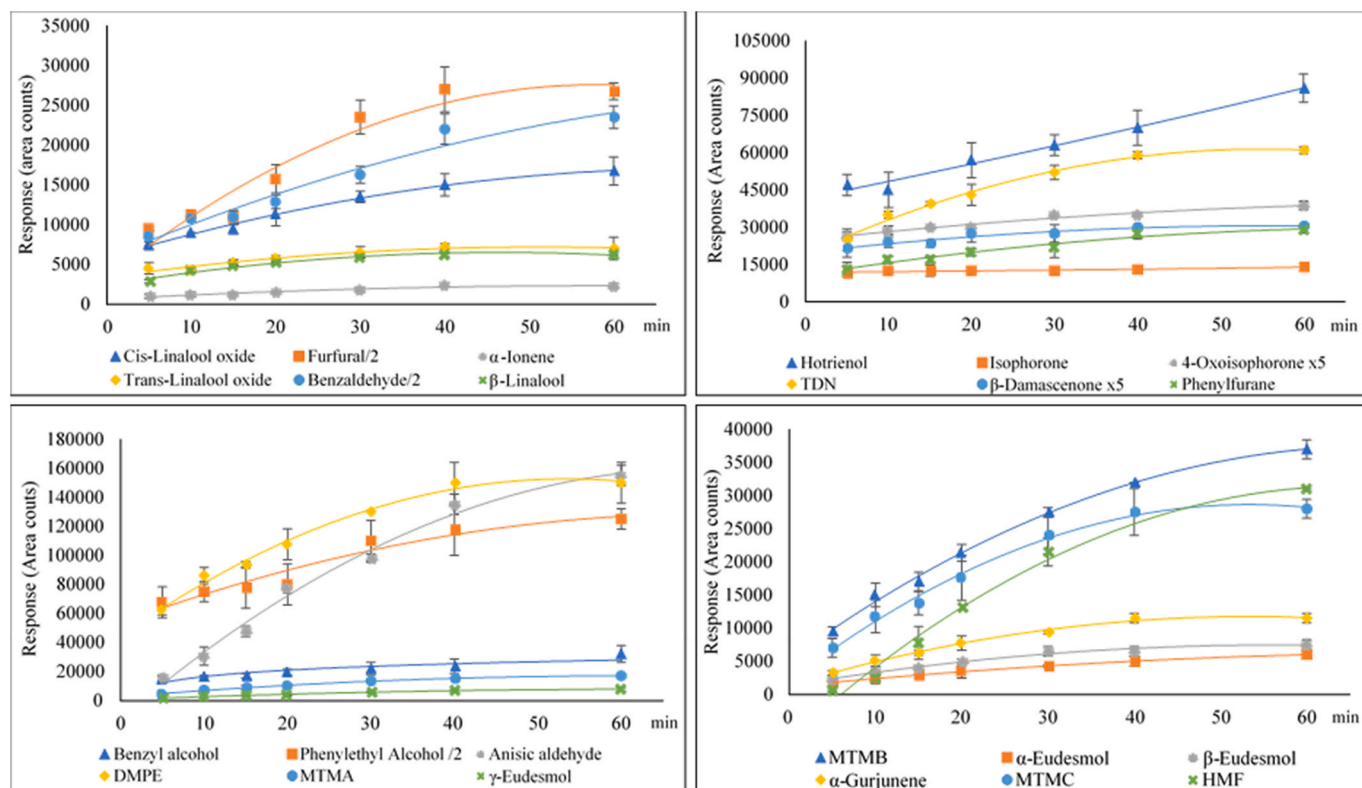 35000
30000
25000
20000
15000
10000
5000
0
Response (area counts)
0 10 20 30 40 50 60 min
Cis-Linalool oxide Furfural/2 α-Ionene
Trans-Linalool oxide Benzaldehyde/2 β-Linalool
105000
90000
75000
60000
45000
30000
15000
0
Response (Area counts)
0 10 20 30 40 50 60 min
Hotrienol Isophorone 4-Oxoisophorone x5
TDN β-Damascenone x5 Phenylfurane
180000
160000
140000
120000
100000
80000
60000
40000
20000
0
Response (Area couts)
0 10 20 30 40 50 60 min
Benzyl alcohol Phenylethyl Alcohol /2 Anisic aldehyde
DMPE MTMA γ-Eudesmol
40000
35000
30000
25000
20000
15000
10000
5000
0
Response (Area counts)
0 10 20 30 40 50 60 min
MTMB α-Eudesmol β-Eudesmol
α-Gurjunene MTMC HMF